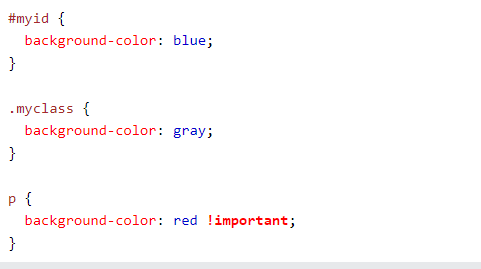 #myid {
  background-color: blue;
}

.myclass {
  background-color: gray;
}

p {
  background-color: red !important;
}